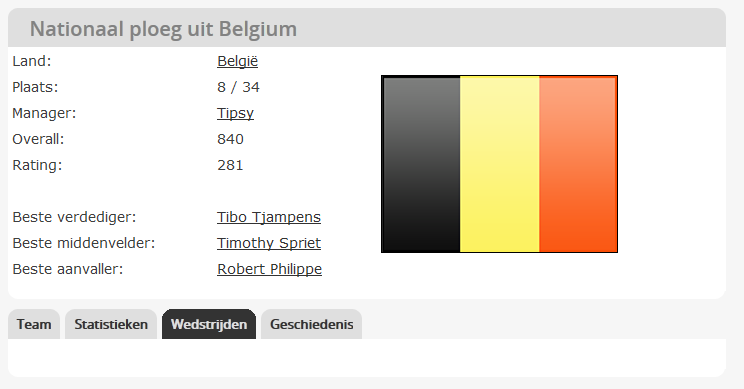 Nationaal ploeg uit Belgium
Land: België
Plaats: 8 / 34
Manager: Tipsy
Overall: 840
Rating: 281
Beste verdediger: Tibo Tjampens
Beste middenvelder: Timothy Spriet
Beste aanvaller: Robert Philippe
Team Statistieken Wedstrijden Geschiedenis